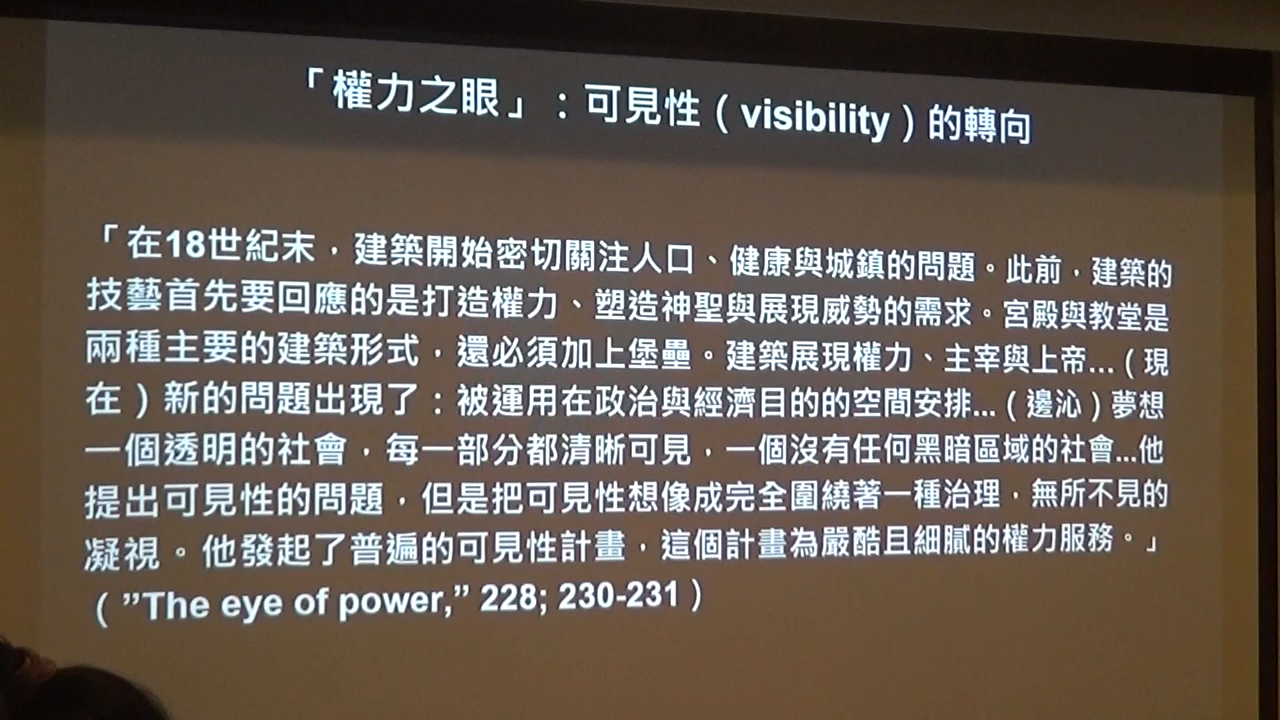 「權力之眼」：可見性（visibility）的轉向
「在18世紀末，建築開始密切關注人口、健康與城鎮的問題。此前，建築的
技藝首先要回應的是打造權力、塑造神聖與展現威勢的需求。宮殿與教堂是
兩種主要的建築形式，還必須加上堡壘。建築展現權力、主宰與上帝...（現
在）新的問題出現了：被運用在政治與經濟目的的空間安排...（邊沁）夢想
一個透明的社會，每一部分都清晰可見，一個沒有任何黑暗區域的社會...他
提出可見性的問題，但是把可見性想像成完全圍繞著一種治理，無所不見的
凝視。他發起了普遍的可見性計畫，這個計畫為嚴酷且細膩的權力服務。」
（”The eye of power,” 228; 230-231）